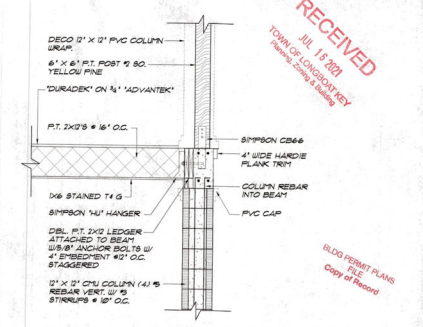 DECO 12" X 12" PVC COLUMN
WRAP.
6" X 6" P.T. POST #2 SO.
YELLOW PINE
"DURADEK" ON 3/4" "ADVANTEK"
P.T. 2X12'S @ 16" O.C.
1X6 STAINED T4 G
SIMPSON "HU" HANGER
DBL. P.T. 2X12 LEDGER
ATTACHED TO BEAM
W/5/8" ANCHOR BOLTS W/
4" EMBEDMENT @12" O.C.
STAGGERED
12" X 12" CMU COLUMN (4) #5
REBAR VERT. W/ #3
STIRRUPS @ 10" O.C.
SIMPSON CB66
4" WIDE HARDIE
PLANK TRIM
COLUMN REBAR
INTO BEAM
PVC CAP
RECEIVED
JUL 15 2021
TOWN OF LONGBOAT KEY
Planning, Zoning & Building
BLDG PERMIT PLANS
FILE
Copy of Record